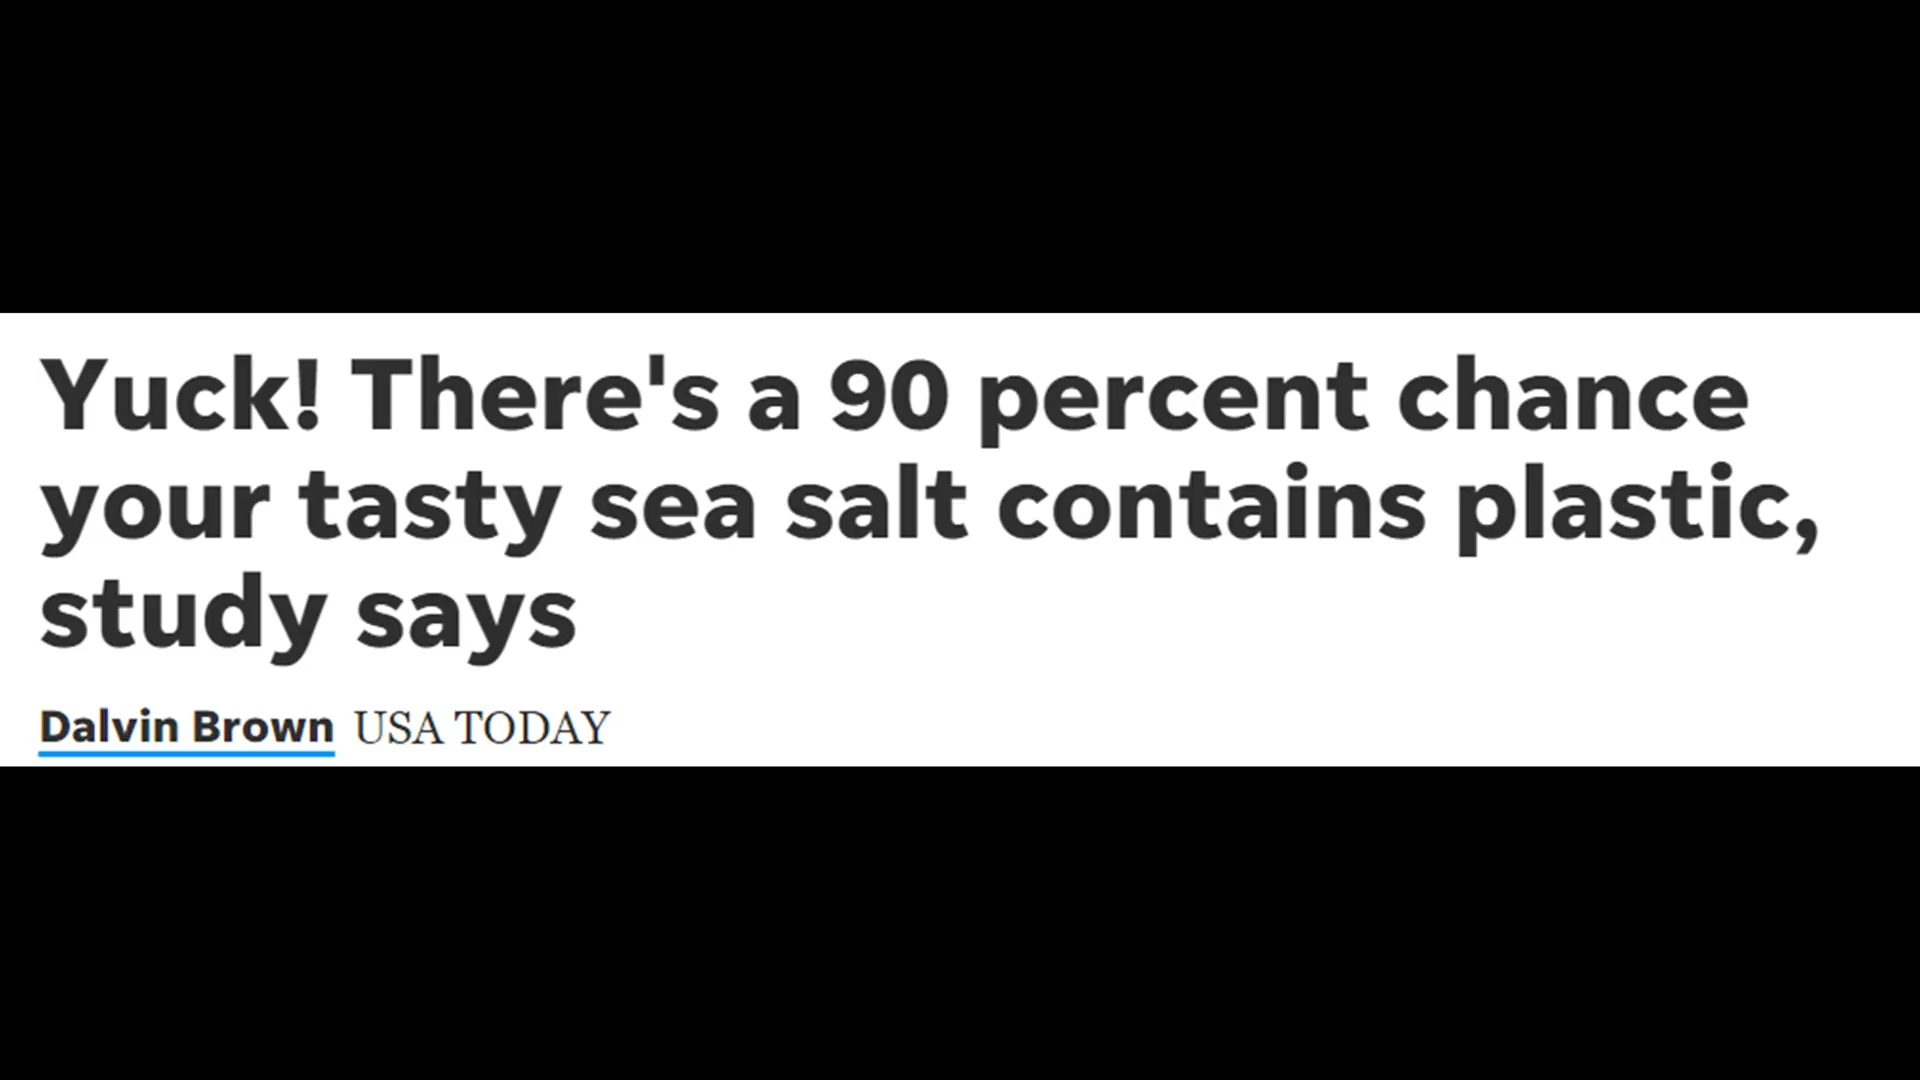 Yuck! There's a 90 percent chance
your tasty sea salt contains plastic,
study says
Dalvin Brown USA TODAY